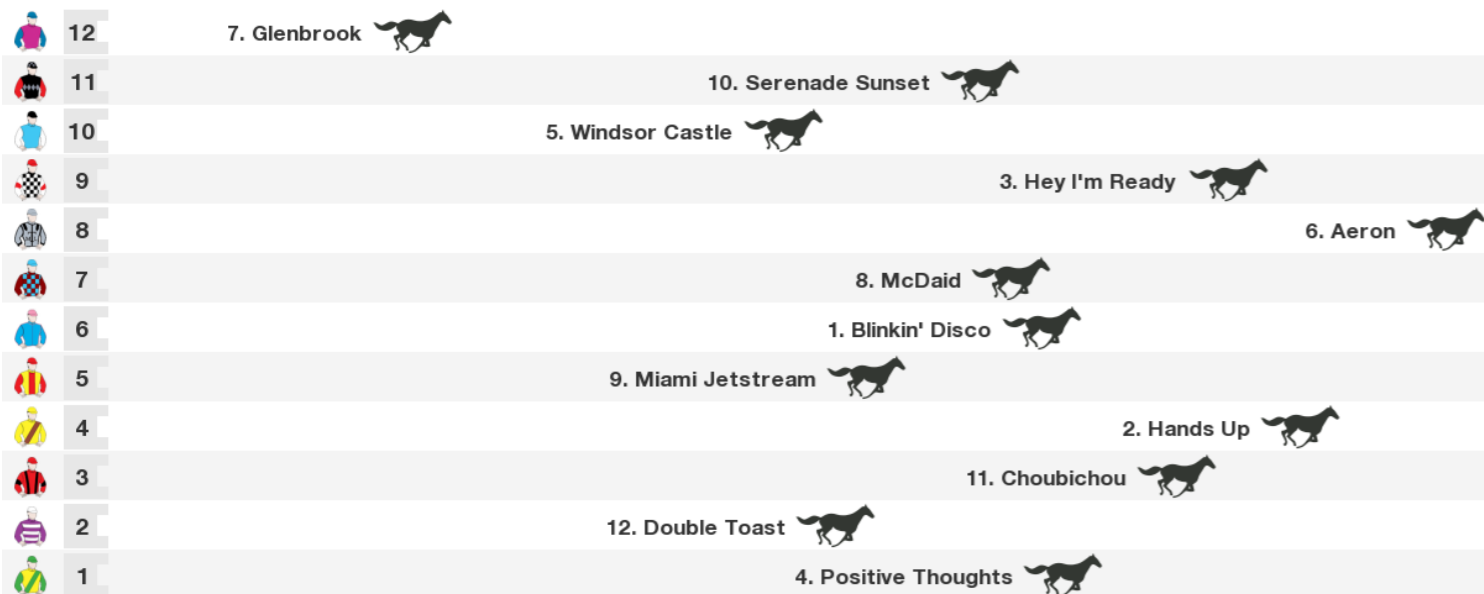 12 7. Glenbrook
11 10. Serenade Sunset
10 5. Windsor Castle
9 3. Hey I'm Ready
8 6. Aeron
7 8. McDaid
6 1. Blinkin' Disco
5 9. Miami Jetstream
4 2. Hands Up
3 11. Choubichou
2 12. Double Toast
1 4. Positive Thoughts